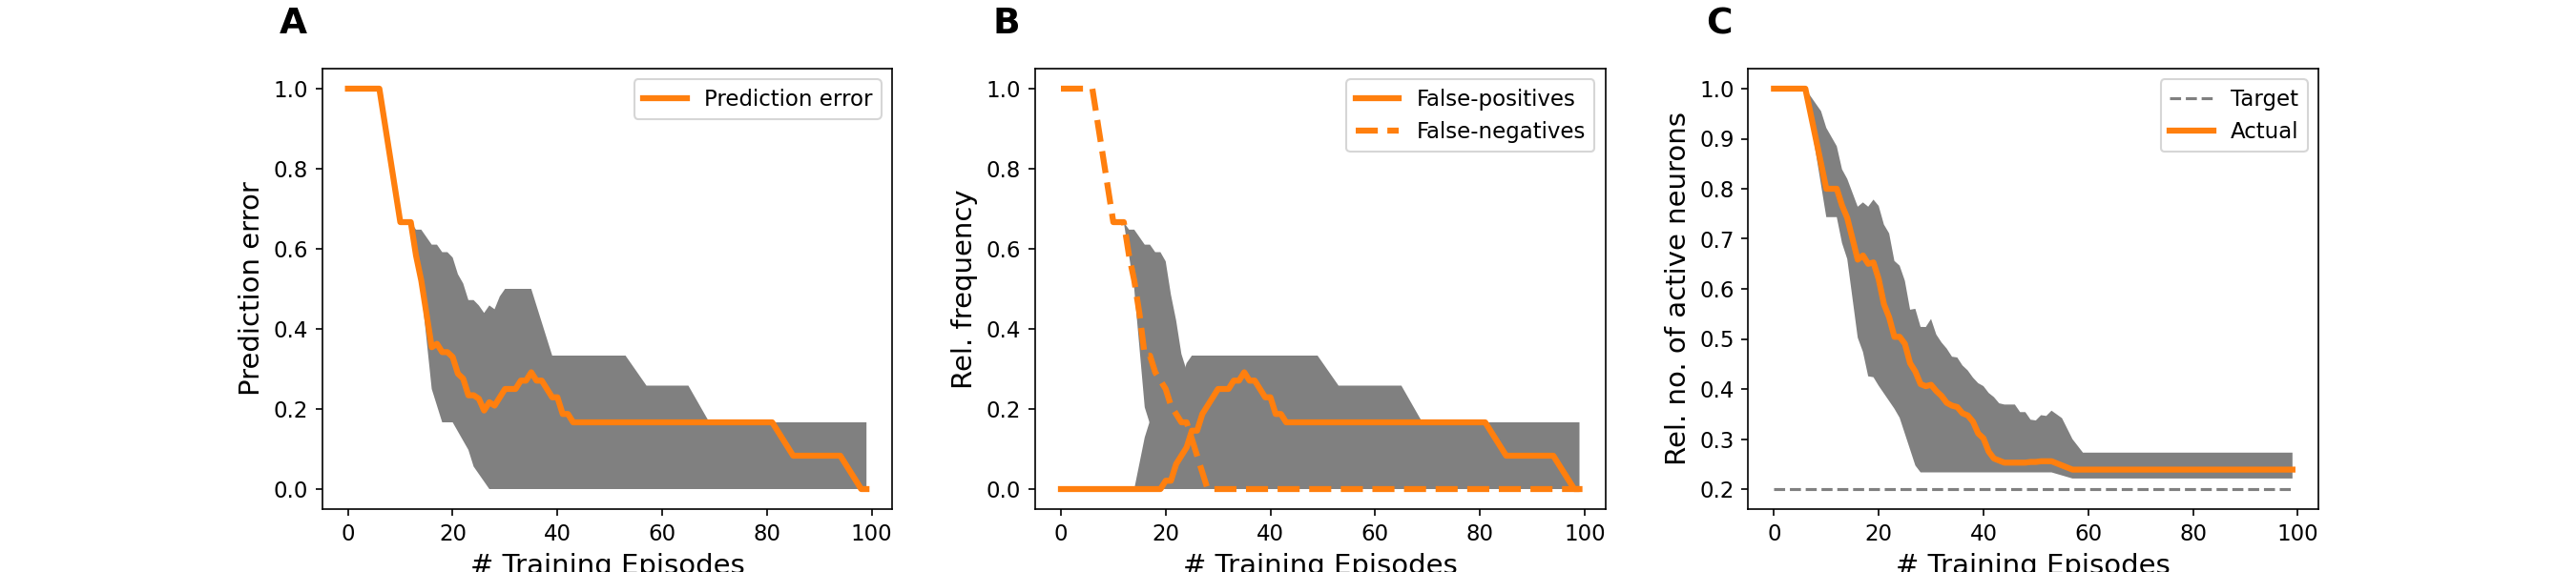 A
Prediction error
1.0
0.8
0.6
0.4
0.2
0.0
Prediction error
0 20 40 60 80 100
# Training Episodes
B
False-positives
False-negatives
1.0
0.8
0.6
0.4
0.2
0.0
Rel. frequency
0 20 40 60 80 100
# Training Episodes
C
Target
Actual
1.0
0.9
0.8
0.7
0.6
0.5
0.4
0.3
0.2
Rel. no. of active neurons
0 20 40 60 80 100
# Training Episodes